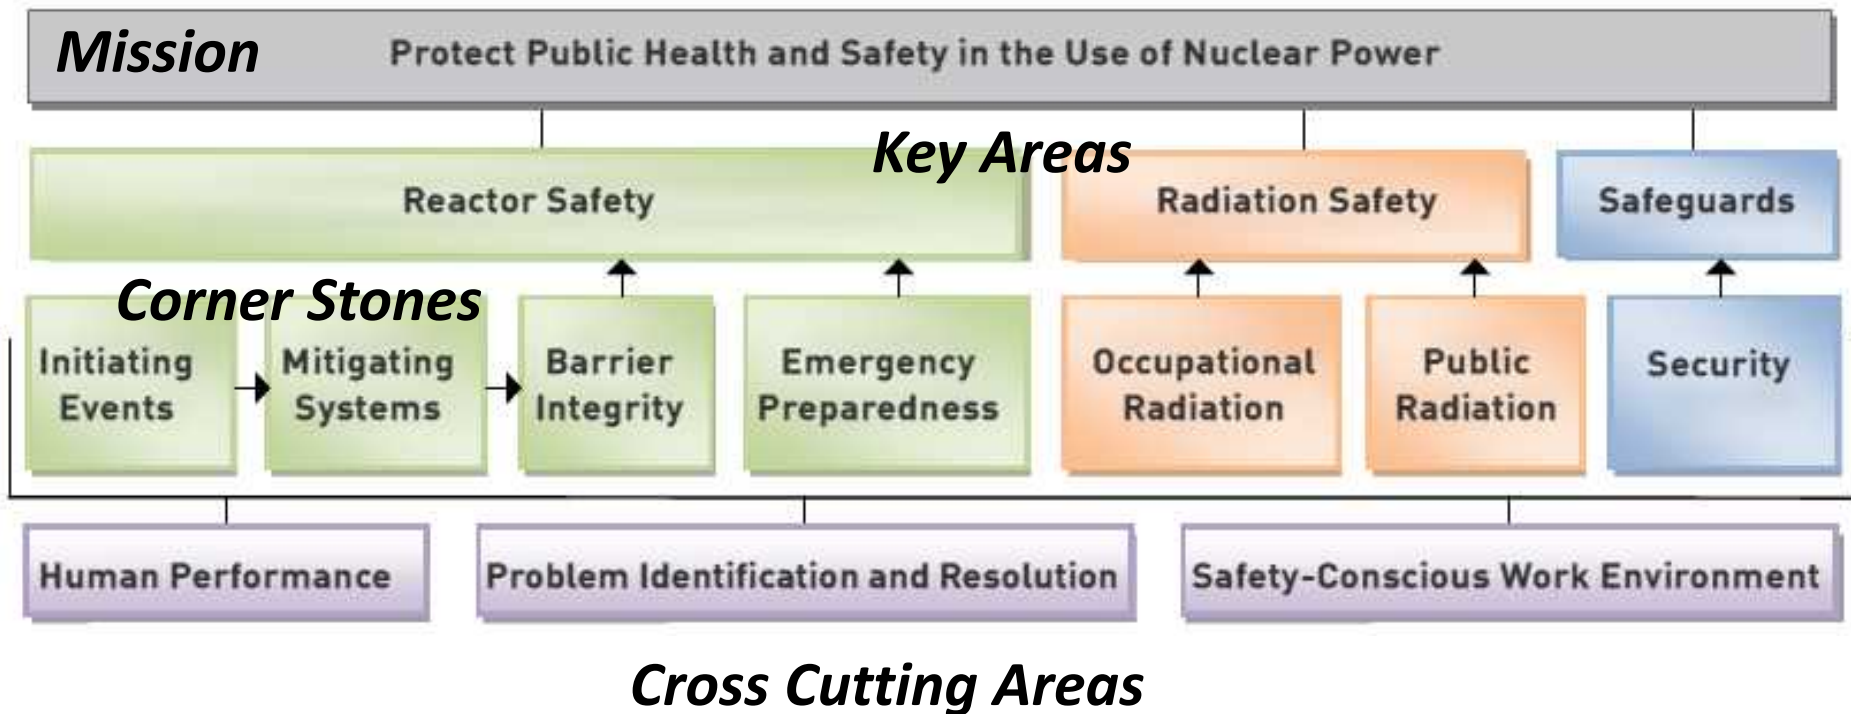 Mission
Protect Public Health and Safety in the Use of Nuclear Power
Key Areas
Reactor Safety
Radiation Safety
Safeguards
Corner Stones
Initiating
Events
Mitigating
Systems
Barrier
Integrity
Emergency
Preparedness
Occupational
Radiation
Public
Radiation
Security
Human Performance
Problem Identification and Resolution
Safety-Conscious Work Environment
Cross Cutting Areas